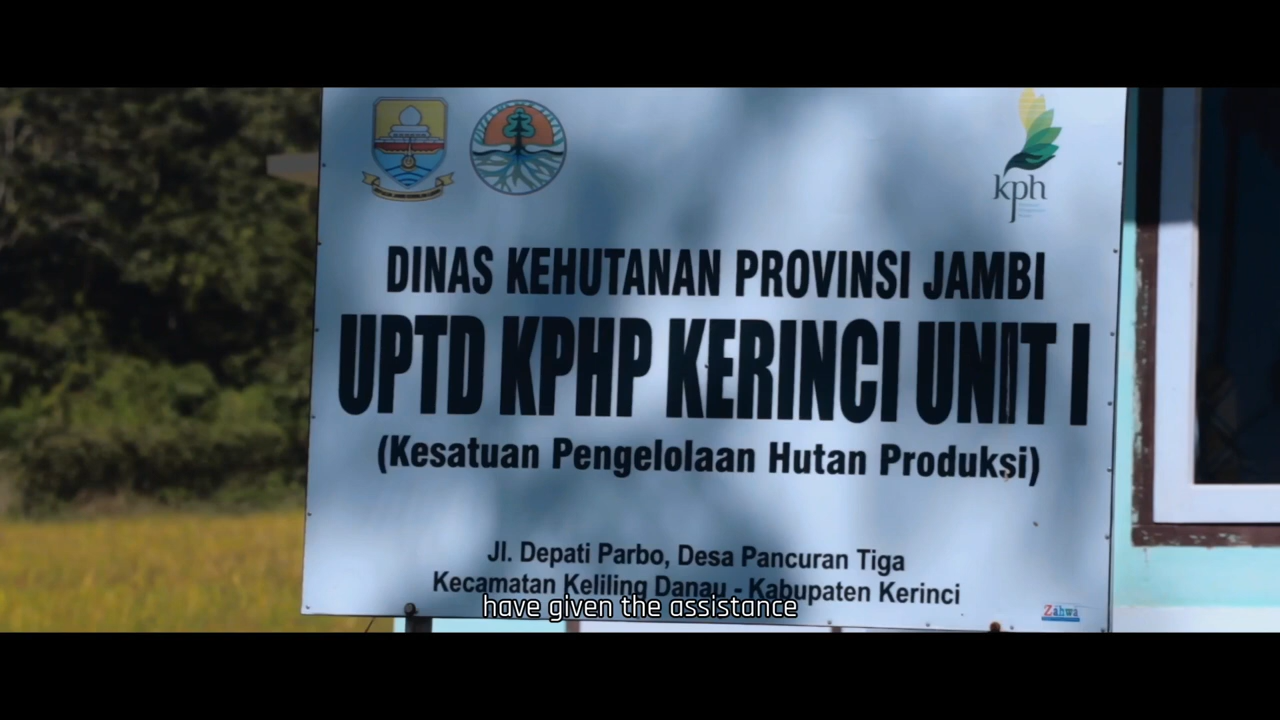 kph
DINAS KEHUTANAN PROVINSI JAMBI
UPTD KPHP KERINCI UNIT I
(Kesatuan Pengelolaan Hutan Produksi)
Jl. Depati Parbo, Desa Pancuran Tiga
Kecamatan Keliling Danau - Kabupaten Kerinci
have given the assistance
Zahwa